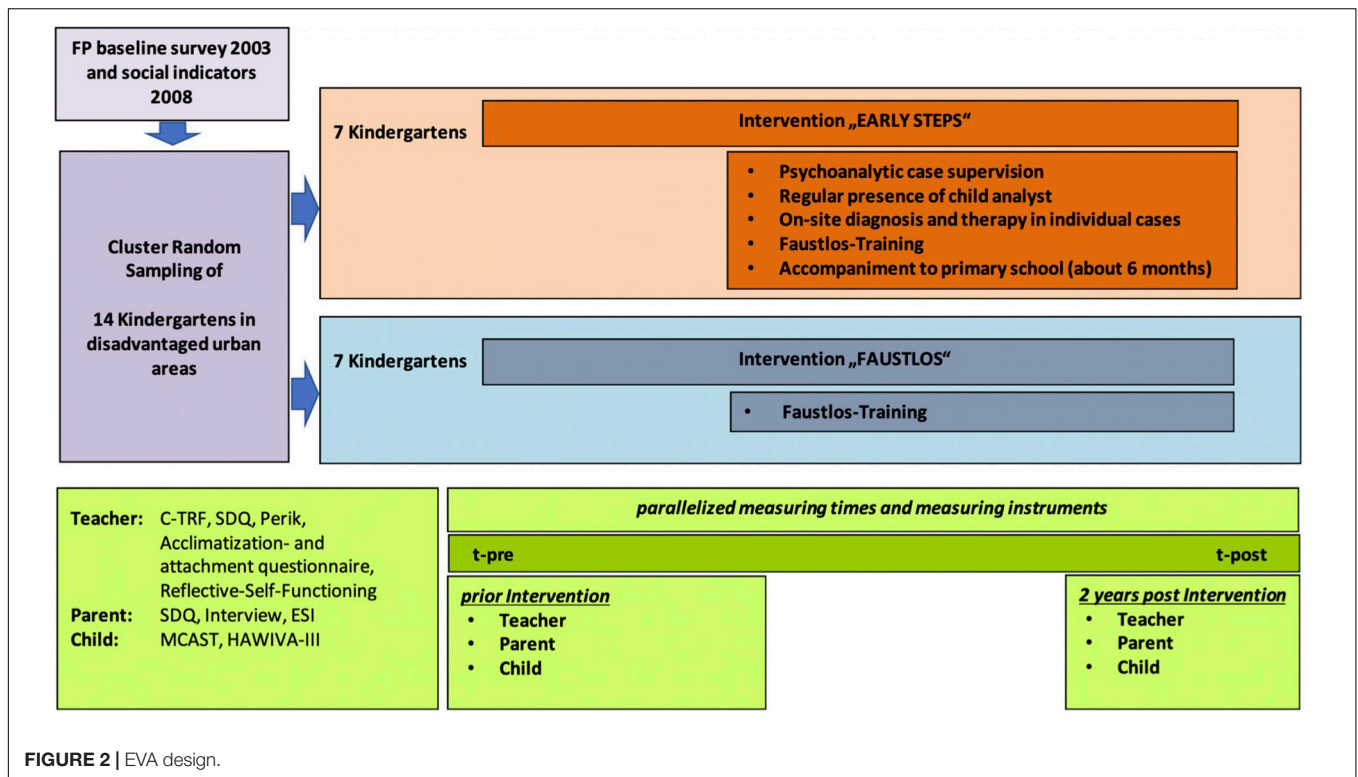 FP baseline survey 2003
and social indicators
2008
Cluster Random
Sampling of
14 Kindergartens in
disadvantaged urban
areas
7 Kindergartens
Intervention „EARLY STEPS“
• Psychoanalytic case supervision
• Regular presence of child analyst
• On-site diagnosis and therapy in individual cases
• Faustlos-Training
• Accompaniment to primary school (about 6 months)
7 Kindergartens
Intervention „FAUSTLOS“
• Faustlos-Training
Teacher: C-TRF, SDQ, Perik,
Acclimatization- and
attachment questionnaire,
Reflective-Self-Functioning
Parent: SDQ, Interview, ESI
Child: MCAST, HAWIVA-III
parallelized measuring times and measuring instruments
t-pre t-post
prior Intervention
• Teacher
• Parent
• Child
2 years post Intervention
• Teacher
• Parent
• Child
FIGURE 2 | EVA design.